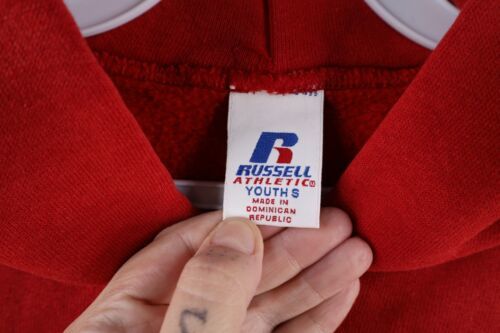 R
RUSSELL
ATHLETIC
YOUTH S
MADE IN
DOMINICAN
REPUBLIC